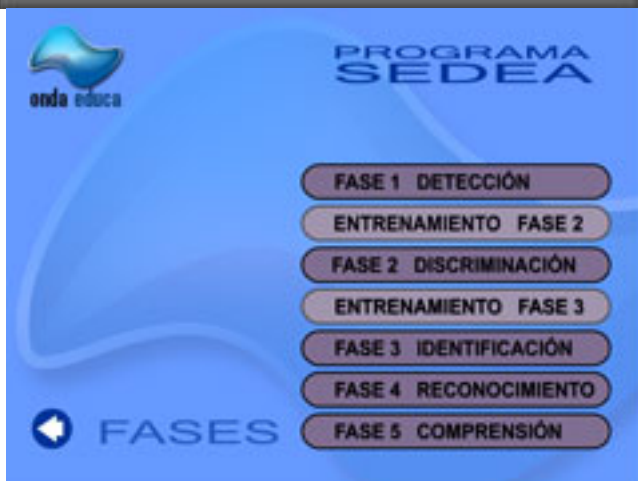 onda educa
PROGRAMA
SEDEA
FASE 1 DETECCIÓN
ENTRENAMIENTO FASE 2
FASE 2 DISCRIMINACIÓN
ENTRENAMIENTO FASE 3
FASE 3 IDENTIFICACIÓN
FASE 4 RECONOCIMIENTO
FASE 5 COMPRENSIÓN
FASES